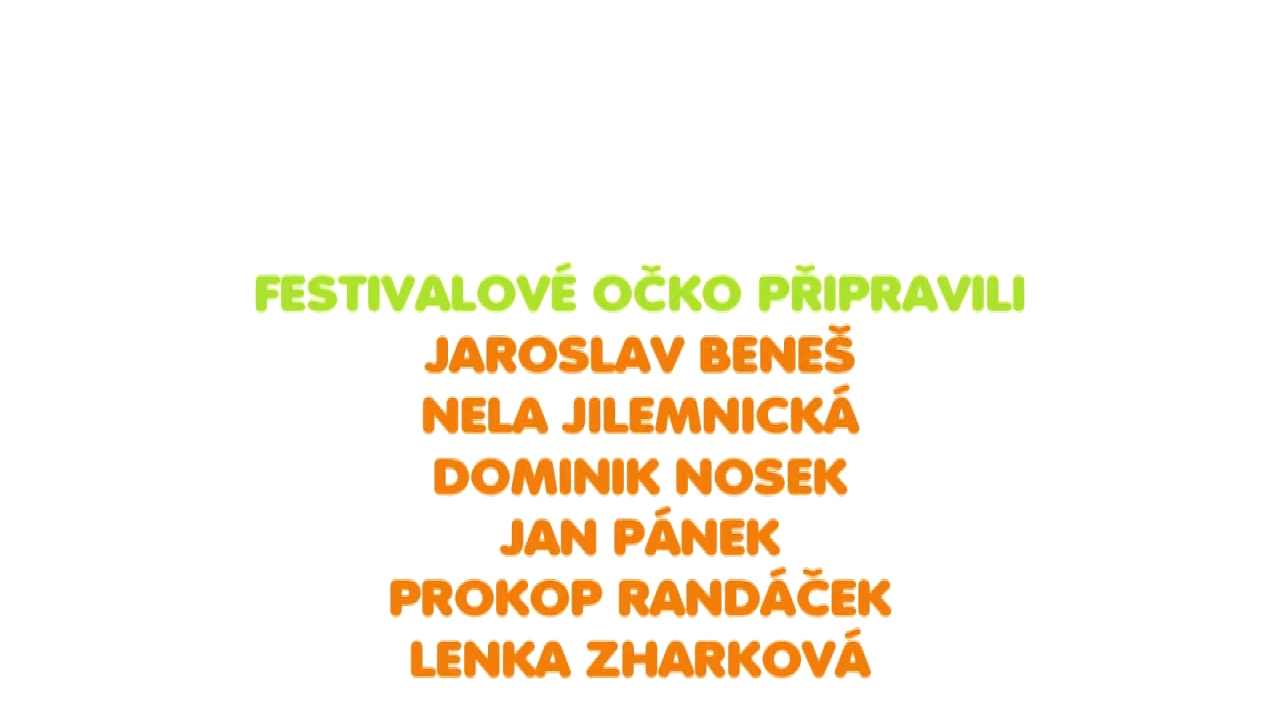 FESTIVALOVÉ OČKO PŘIPRAVILI
JAROSLAV BENEŠ
NELA JILEMNICKÁ
DOMINIK NOSEK
JAN PÁNEK
PROKOP RANDÁČEK
LENKA ZHARKOVÁ